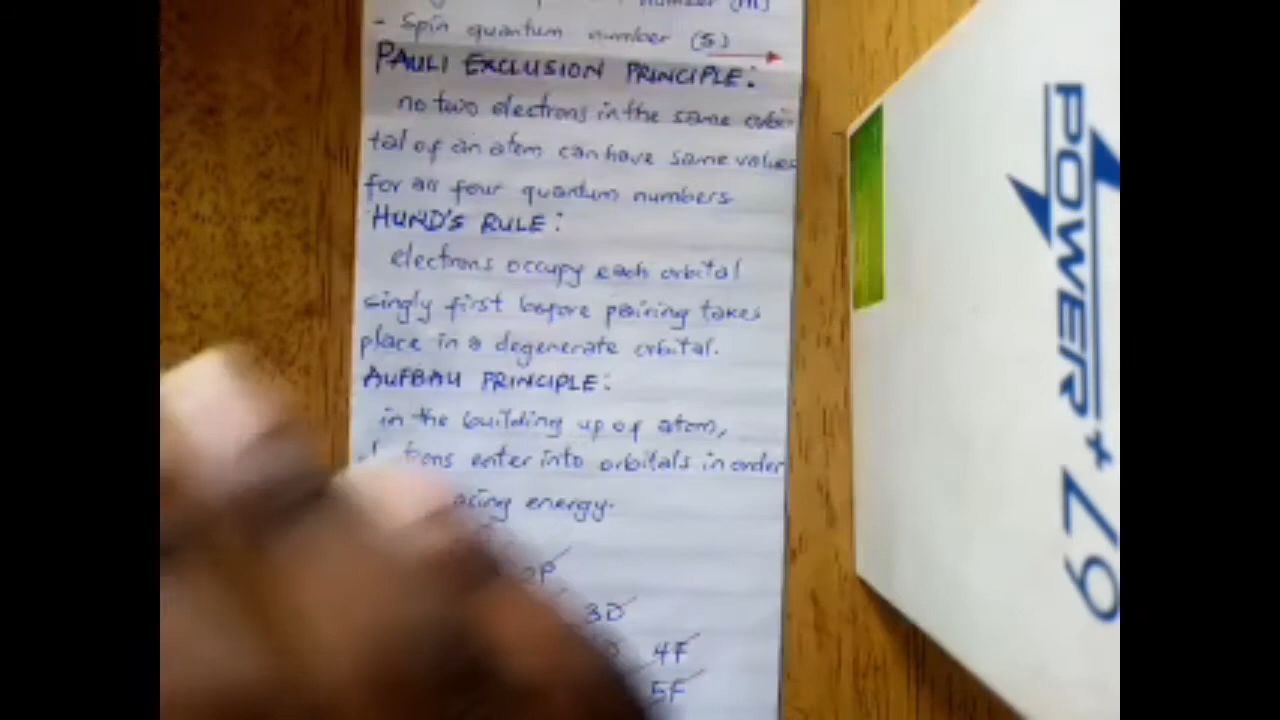 number (m)
- Spin quantum number (s)
PAULI EXCLUSION PRINCIPLE:
no two electrons in the same orbi-
tal of an atom can have same values
for all four quantum numbers
HUND'S RULE:
electrons occupy each orbital
singly first before pairing takes
place in a degenerate orbital.
AUFBAU PRINCIPLE:
in the building up of atom,
enter into orbitals in order
energy.
3D
4F
5F
POWER+ 29